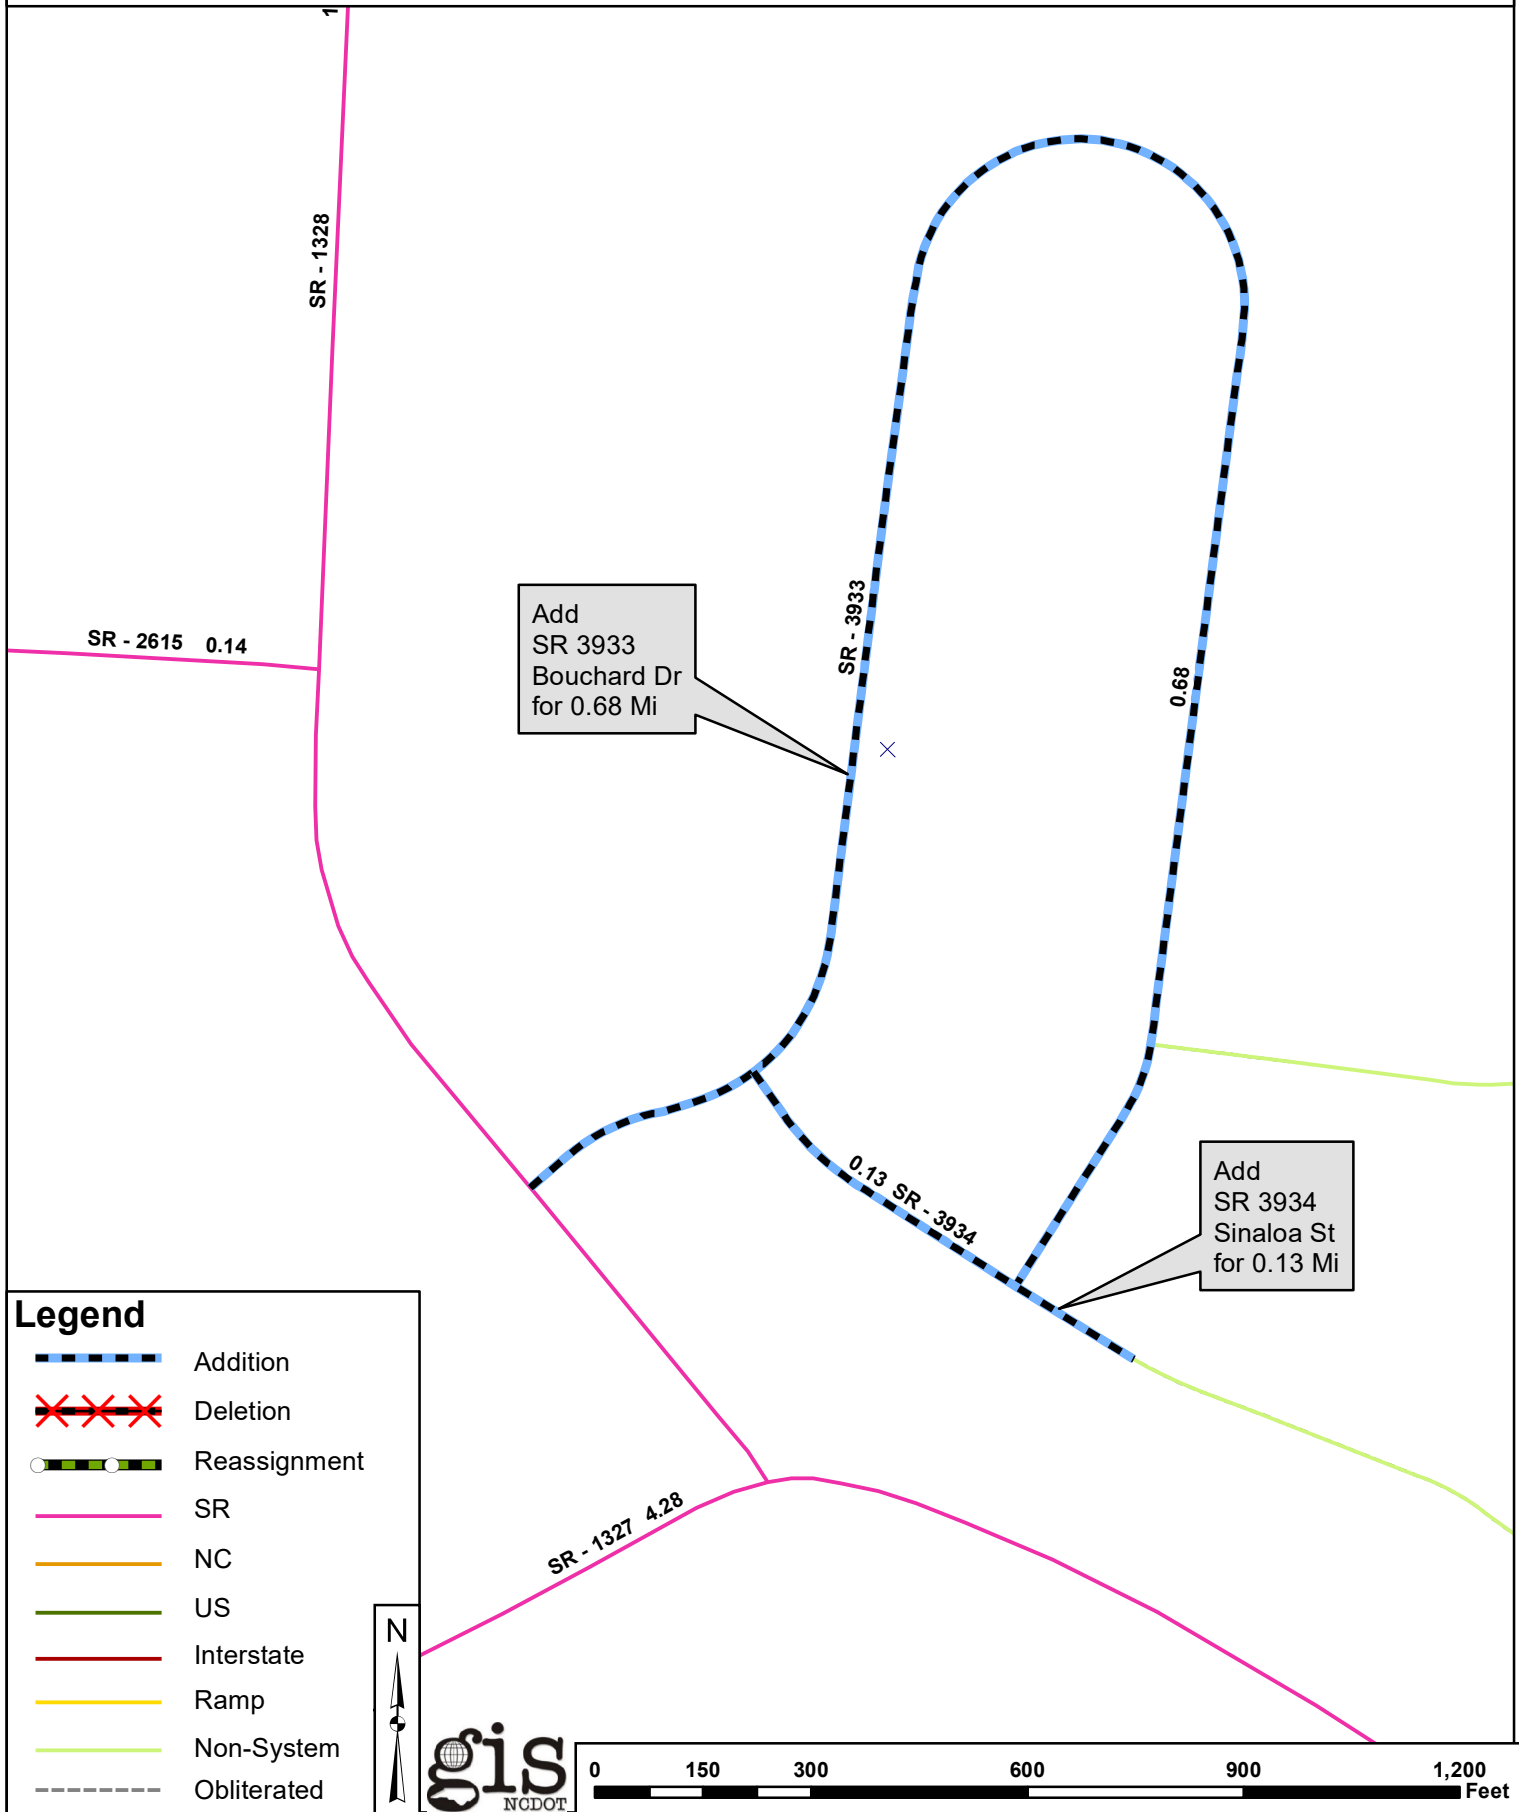 1
SR - 1328
SR - 2615 0.14
Add
SR 3933
Bouchard Dr
for 0.68 Mi
SR - 3933
0.68
0.13 SR - 3934
Add
SR 3934
Sinaloa St
for 0.13 Mi
SR - 1327 4.28
Legend
Addition
Deletion
Reassignment
SR
NC
US
Interstate
Ramp
Non-System
Obliterated
N
gis
NCDOT
0 150 300 600 900 1,200
Feet